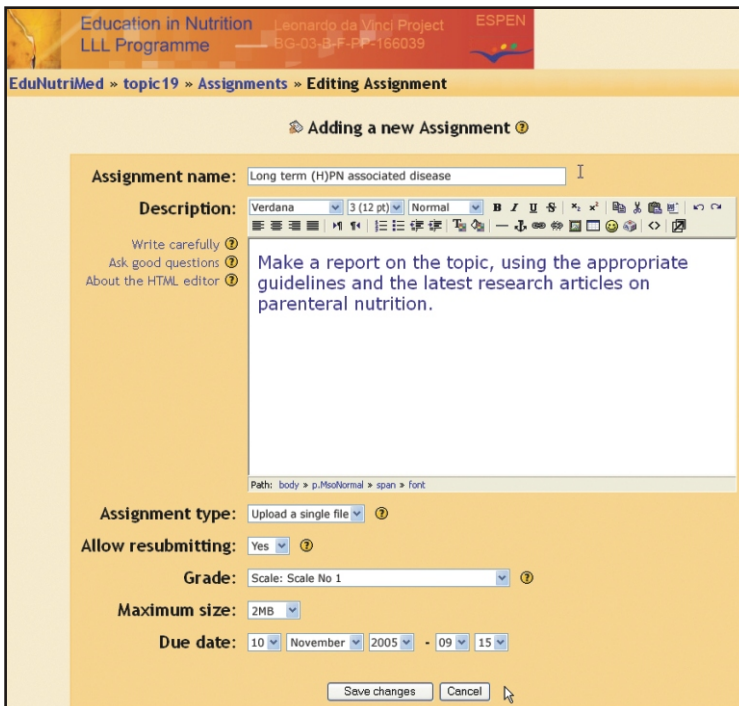 Education in Nutrition Leonardo da Vinci Project ESPEN
LLL Programme BG-03-B-F-PP-166039
EduNutriMed » topic19 » Assignments » Editing Assignment
Adding a new Assignment ?
Assignment name: Long term (H)PN associated disease
Description: Verdana 3 (12 pt) Normal B I U S x₂ x²
Write carefully ?
Ask good questions ?
About the HTML editor ?
Make a report on the topic, using the appropriate
guidelines and the latest research articles on
parenteral nutrition.
Path: body » p.MsoNormal » span » font
Assignment type: Upload a single file ?
Allow resubmitting: Yes ?
Grade: Scale: Scale No 1 ?
Maximum size: 2MB
Due date: 10 November 2005 - 09 15
Save changes Cancel